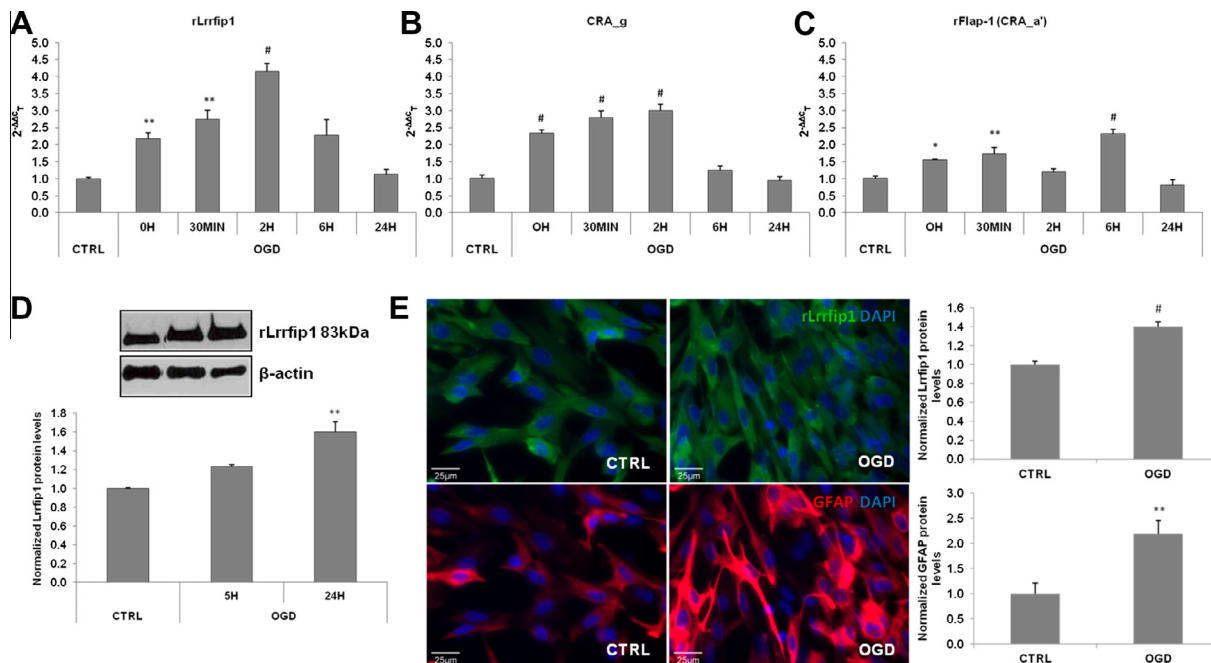 A
rLrrfip1
2-ΔΔcT
5.0
4.5
4.0
3.5
3.0
2.5
2.0
1.5
1.0
0.5
0.0
**
**
#
0H 30MIN 2H 6H 24H
CTRL OGD
B
CRA_g
2-ΔΔcT
5.0
4.5
4.0
3.5
3.0
2.5
2.0
1.5
1.0
0.5
0.0
#
#
#
OH 30MIN 2H 6H 24H
CTRL OGD
C
rFlap-1 (CRA_a')
2-ΔΔcT
5.0
4.5
4.0
3.5
3.0
2.5
2.0
1.5
1.0
0.5
0.0
*
**
#
OH 30MIN 2H 6H 24H
CTRL OGD
D
rLrrfip1 83kDa
β-actin
Normalized Lrrfip1 protein levels
1.8
1.6
1.4
1.2
1.0
0.8
0.6
0.4
0.2
0.0
**
5H 24H
CTRL OGD
E
25µm
CTRL
rLrrfip1 DAPI
25µm
OGD
25µm
CTRL
GFAP DAPI
25µm
OGD
Normalized Lrrfip1 protein
levels
1.6
1.4
1.2
1.0
0.8
0.6
0.4
0.2
0.0
#
CTRL OGD
Normalized GFAP protein
levels
3.0
2.5
2.0
1.5
1.0
0.5
0.0
**
CTRL OGD